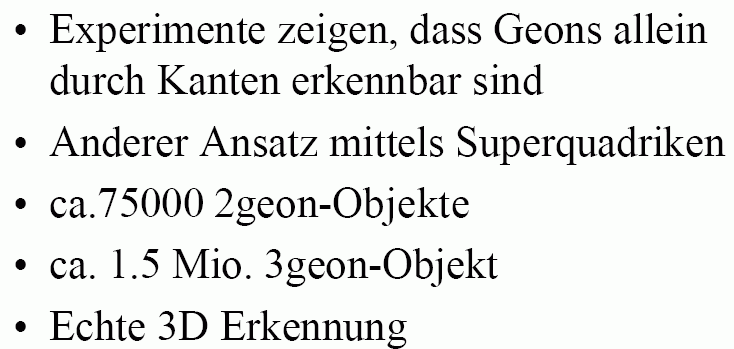 • Experimente zeigen, dass Geons allein
durch Kanten erkennbar sind
• Anderer Ansatz mittels Superquadriken
• ca.75000 2geon-Objekte
• ca. 1.5 Mio. 3geon-Objekt
• Echte 3D Erkennung